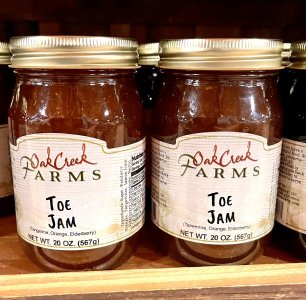 Oak Creek
FARMS
TOE
JAM
(Tangerine, Orange, Elderberry)
NET WT. 20 OZ. (567g)
Oak Creek
FARMS
TOE
JAM
(Tangerine, Orange, Elderberry)
NET WT. 20 OZ. (567g)